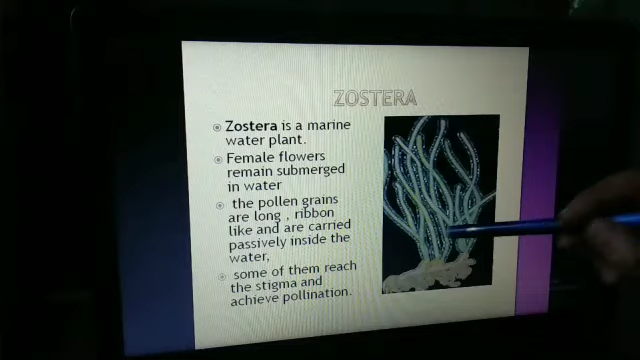 ZOSTERA
Zostera is a marine
water plant.
Female flowers
remain submerged
in water
the pollen grains
are long , ribbon
like and are carried
passively inside the
water,
some of them reach
the stigma and
achieve pollination.